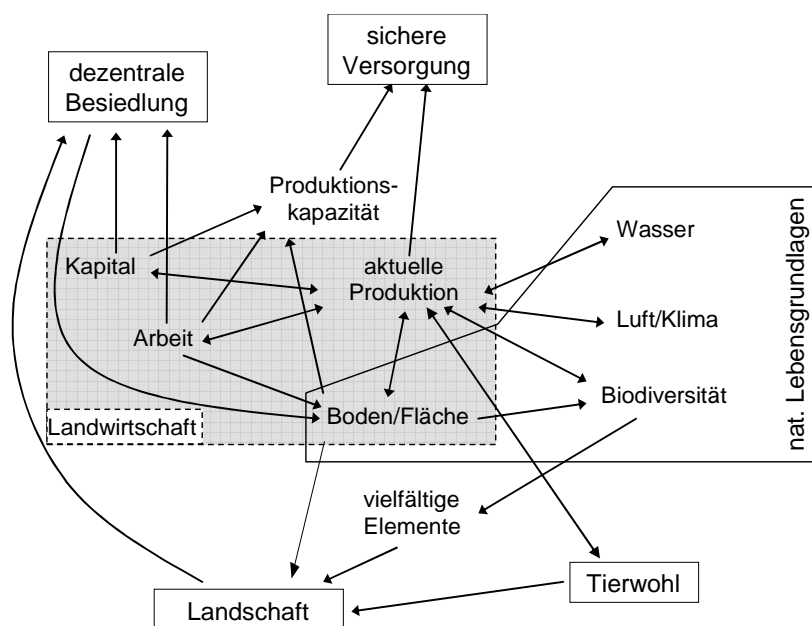 sichere
Versorgung
dezentrale
Besiedlung
Produktions-
kapazität
Wasser
Kapital
aktuelle
Produktion
Luft/Klima
Arbeit
Biodiversität
nat. Lebensgrundlagen
Boden/Fläche
Landwirtschaft
vielfältige
Elemente
Tierwohl
Landschaft